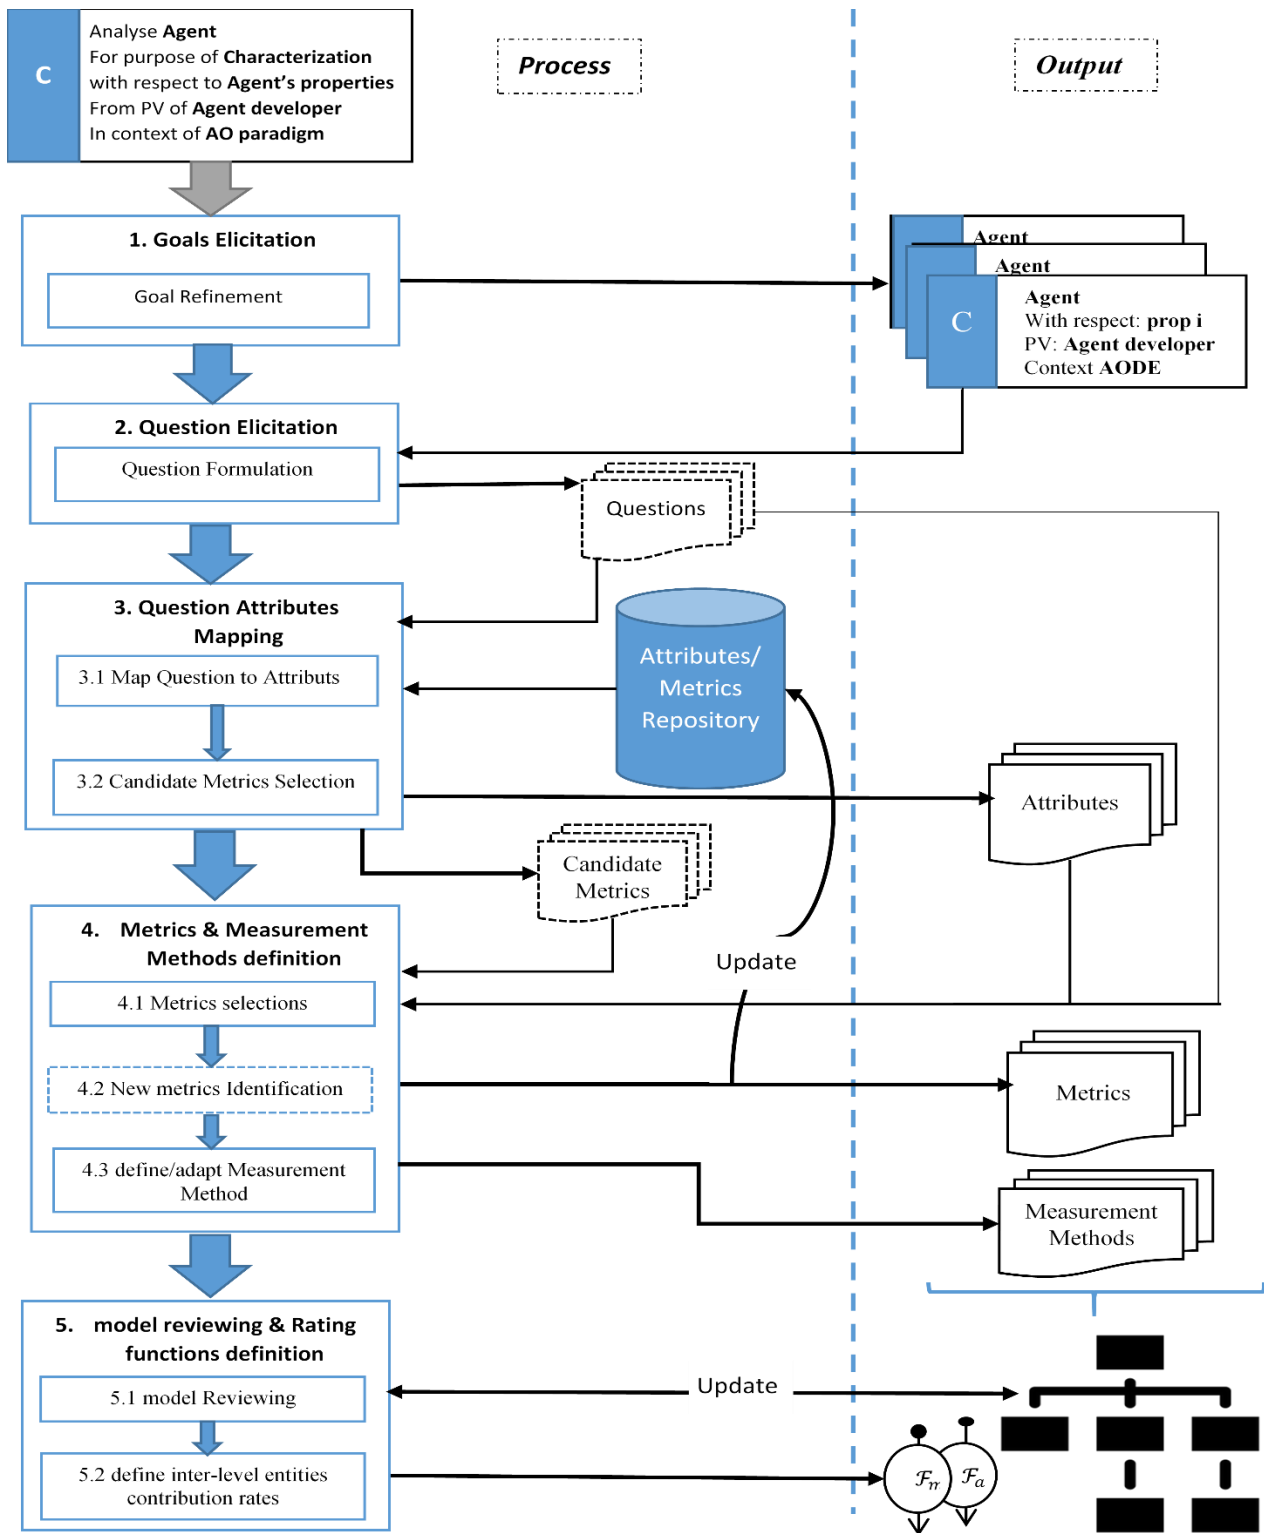 C
Analyse Agent
For purpose of Characterization
with respect to Agent's properties
From PV of Agent developer
In context of AO paradigm
Process
Output
1. Goals Elicitation
Goal Refinement
Agent
Agent
C
Agent
With respect: prop i
PV: Agent developer
Context AODE
2. Question Elicitation
Question Formulation
Questions
3. Question Attributes
Mapping
3.1 Map Question to Attributs
3.2 Candidate Metrics Selection
Attributes/
Metrics
Repository
Attributes
Candidate
Metrics
4. Metrics & Measurement
Methods definition
4.1 Metrics selections
4.2 New metrics Identification
4.3 define/adapt Measurement
Method
Update
Metrics
Measurement
Methods
5. model reviewing & Rating
functions definition
5.1 model Reviewing
5.2 define inter-level entities
contribution rates
Update
ℱₐ